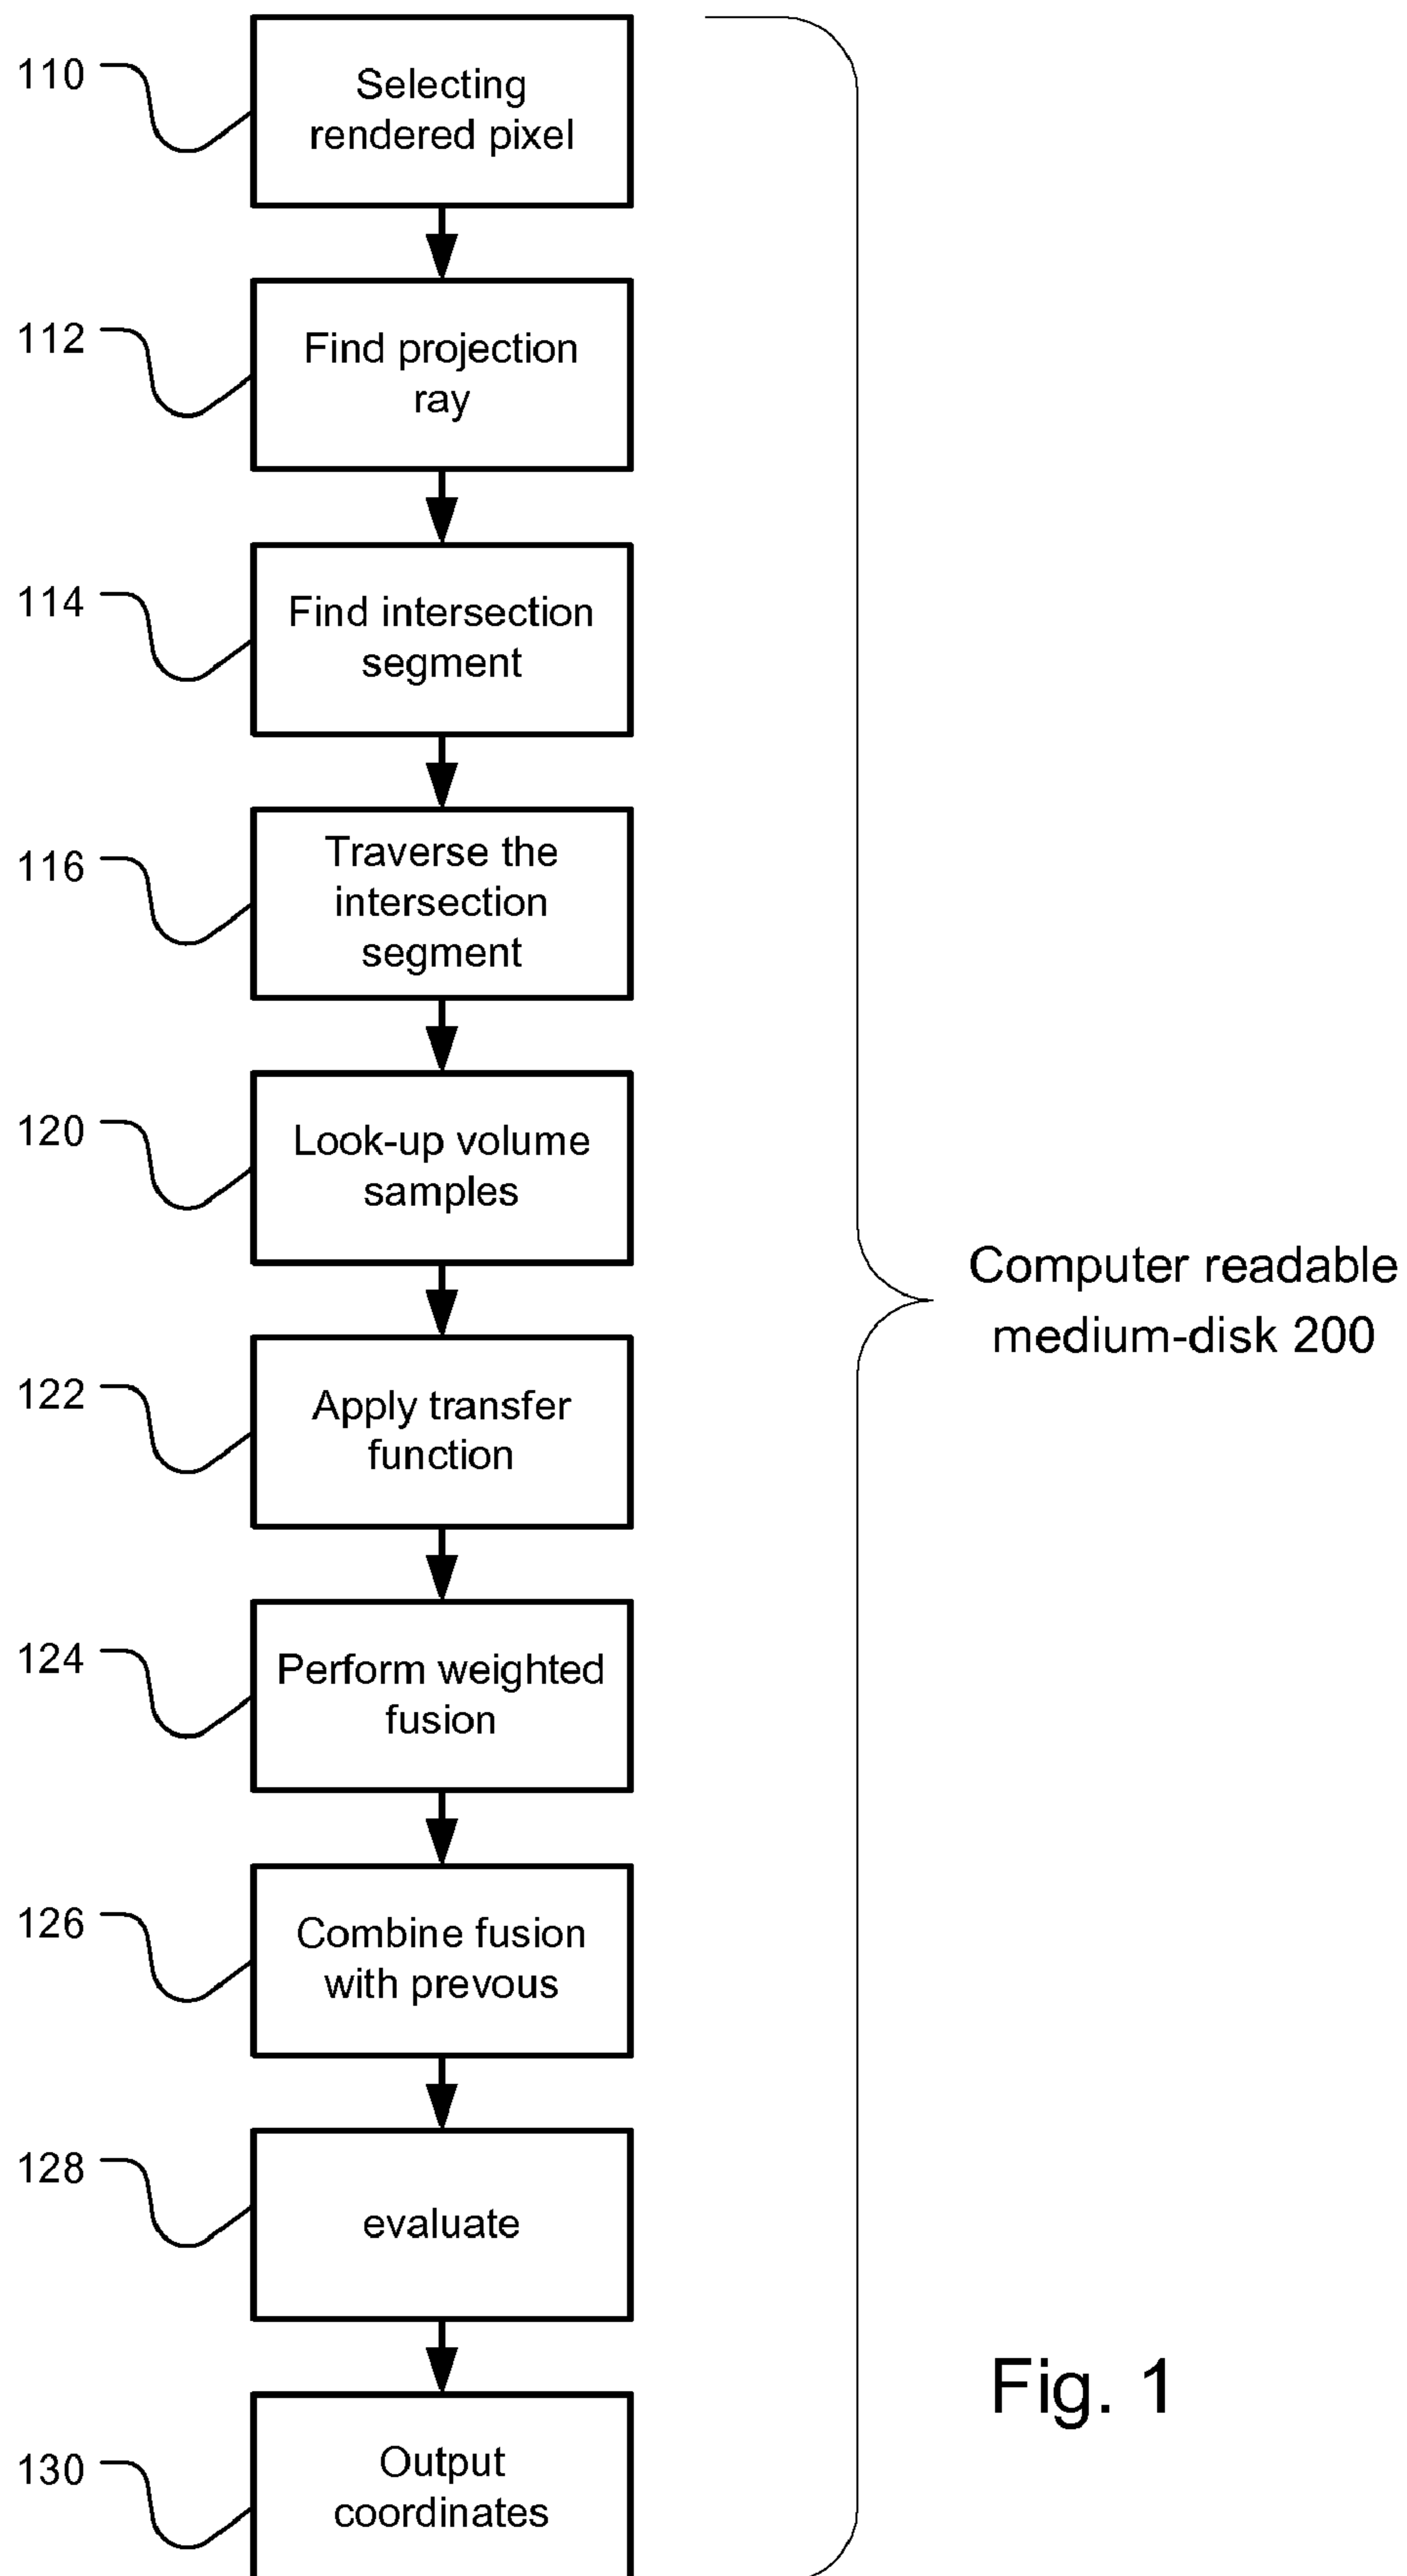 110
Selecting
rendered pixel
112
Find projection
ray
114
Find intersection
segment
116
Traverse the
intersection
segment
120
Look-up volume
samples
Computer readable
medium-disk 200
122
Apply transfer
function
124
Perform weighted
fusion
126
Combine fusion
with prevous
128
evaluate
130
Output
coordinates
Fig. 1